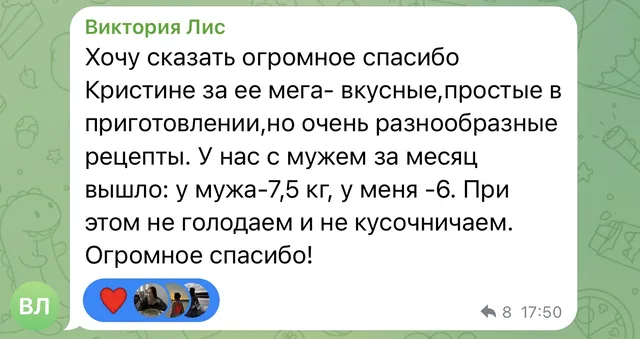 Виктория Лис
Хочу сказать огромное спасибо
Кристине за ее мега- вкусные,простые в
приготовлении,но очень разнообразные
рецепты. У нас с мужем за месяц
вышло: у мужа-7,5 кг, у меня -6. При
этом не голодаем и не кусочничаем.
Огромное спасибо!
ВЛ
8 17:50